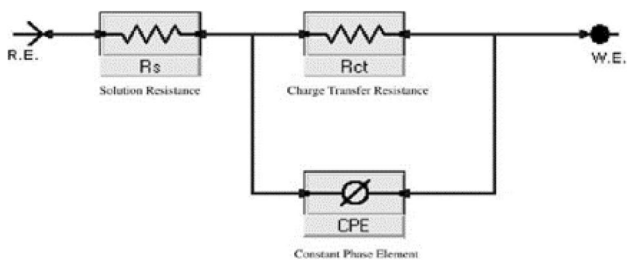 R.E.
Rs
Solution Resistance
Rct
Charge Transfer Resistance
W.E.
CPE
Constant Phase Element